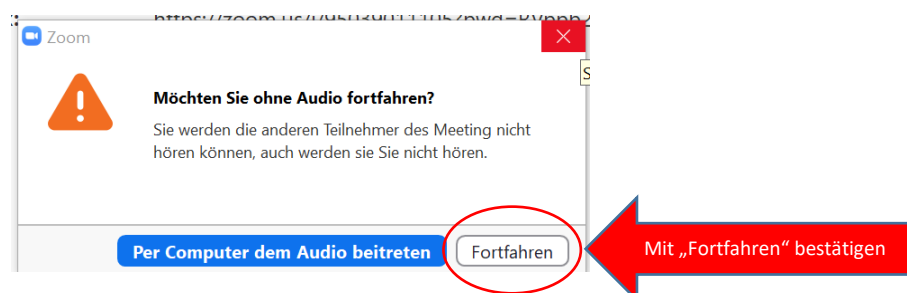 Zoom
Möchten Sie ohne Audio fortfahren?
Sie werden die anderen Teilnehmer des Meeting nicht
hören können, auch werden sie Sie nicht hören.
Per Computer dem Audio beitreten
Fortfahren
Mit „Fortfahren“ bestätigen